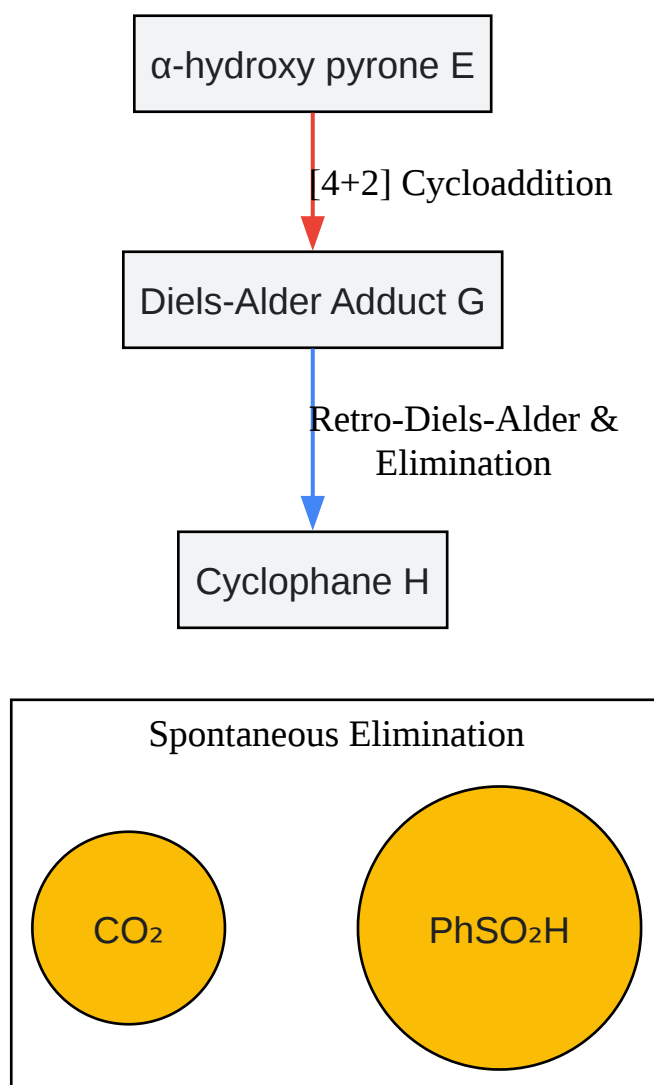 α-hydroxy pyrone E
[4+2] Cycloaddition
Diels-Alder Adduct G
Retro-Diels-Alder &
Elimination
Cyclophane H
Spontaneous Elimination
CO₂
PhSO₂H